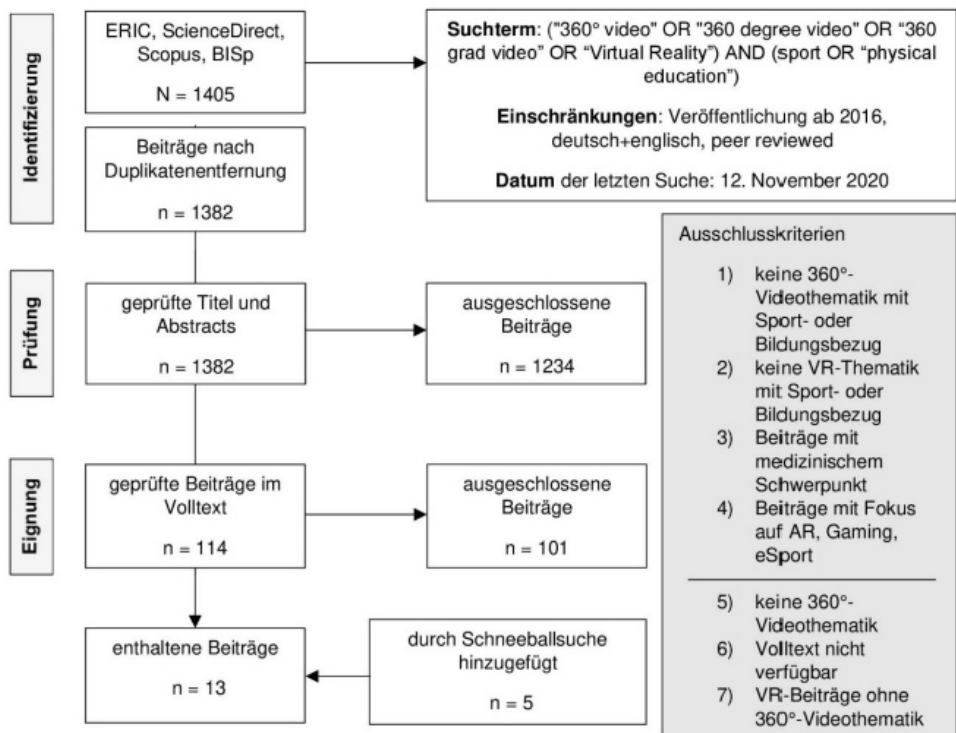 Identifizierung
ERIC, ScienceDirect,
Scopus, BISp
N = 1405
Suchterm: ("360° video" OR "360 degree video" OR “360
grad video” OR “Virtual Reality”) AND (sport OR “physical
education”)
Einschränkungen: Veröffentlichung ab 2016,
deutsch+englisch, peer reviewed
Datum der letzten Suche: 12. November 2020
Beiträge nach
Duplikatenentfernung
n = 1382
Prüfung
geprüfte Titel und
Abstracts
n = 1382
ausgeschlossene
Beiträge
n = 1234
Eignung
geprüfte Beiträge im
Volltext
n = 114
ausgeschlossene
Beiträge
n = 101
enthaltene Beiträge
n = 13
durch Schneeballsuche
hinzugefügt
n = 5
Ausschlusskriterien
1) keine 360°-
Videothematik mit
Sport- oder
Bildungsbezug
2) keine VR-Thematik
mit Sport- oder
Bildungsbezug
3) Beiträge mit
medizinischem
Schwerpunkt
4) Beiträge mit Fokus
auf AR, Gaming,
eSport
5) keine 360°-
Videothematik
6) Volltext nicht
verfügbar
7) VR-Beiträge ohne
360°-Videothematik